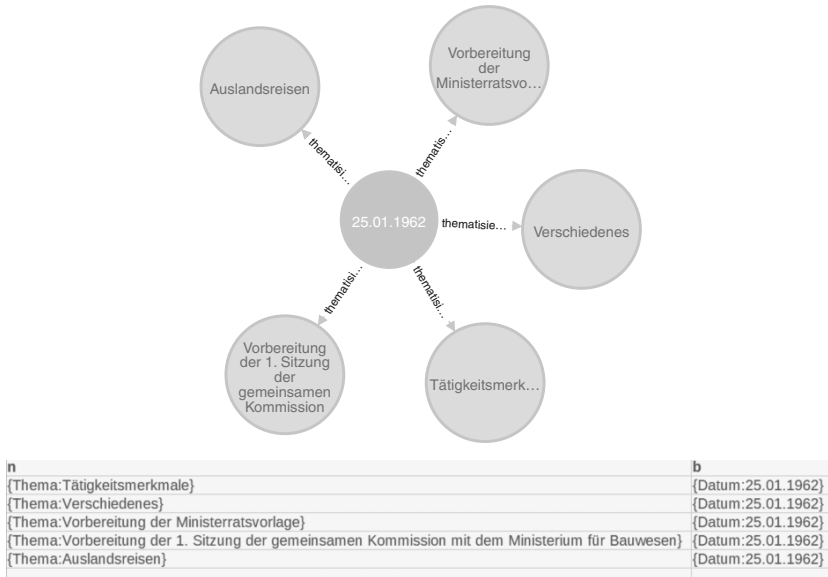 Vorbereitung
der
Ministerratsvo…
Auslandsreisen
thematisi…
thematis…
25.01.1962
thematisie…
Verschiedenes
thematisi…
thematisi…
Vorbereitung
der 1. Sitzung
der
gemeinsamen
Kommission
Tätigkeitsmerk…
n b
{Thema:Tätigkeitsmerkmale} {Datum:25.01.1962}
{Thema:Verschiedenes} {Datum:25.01.1962}
{Thema:Vorbereitung der Ministerratsvorlage} {Datum:25.01.1962}
{Thema:Vorbereitung der 1. Sitzung der gemeinsamen Kommission mit dem Ministerium für Bauwesen} {Datum:25.01.1962}
{Thema:Auslandsreisen} {Datum:25.01.1962}